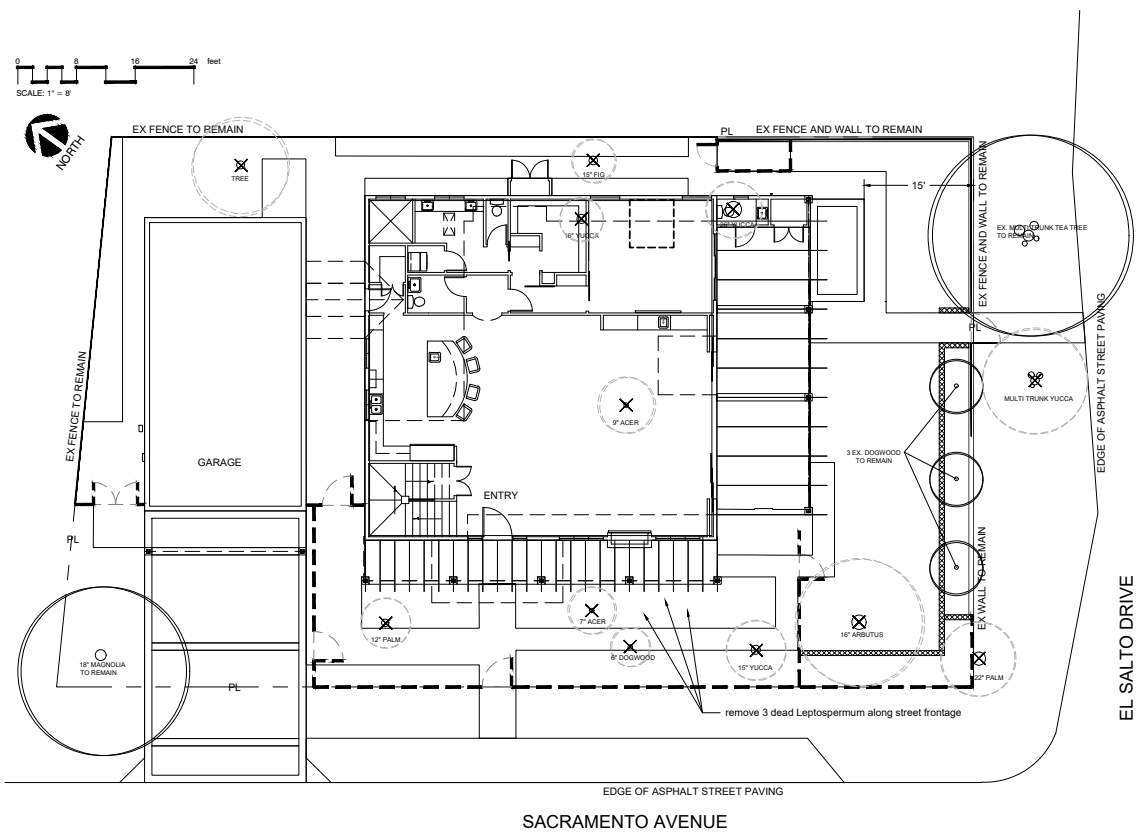 0 8 16 24 feet
SCALE: 1" = 8'
NORTH
EX FENCE TO REMAIN
PL
EX FENCE AND WALL TO REMAIN
TREE
15" FIG
15'
6" YUCCA
YUCCA
EX FENCE AND WALL TO REMAIN
EX. MULTI TRUNK TEA TREE
TO REMAIN
PL
EDGE OF ASPHALT STREET PAVING
EX FENCE TO REMAIN
MULTI TRUNK YUCCA
9" ACER
GARAGE
3 EX. DOGWOOD
TO REMAIN
ENTRY
PL
EX WALL TO REMAIN
EL SALTO DRIVE
12" PALM
7" ACER
16" ARBUTUS
6" DOGWOOD
15" YUCCA
18" MAGNOLIA
TO REMAIN
PL
22" PALM
remove 3 dead Leptospermum along street frontage
EDGE OF ASPHALT STREET PAVING
SACRAMENTO AVENUE